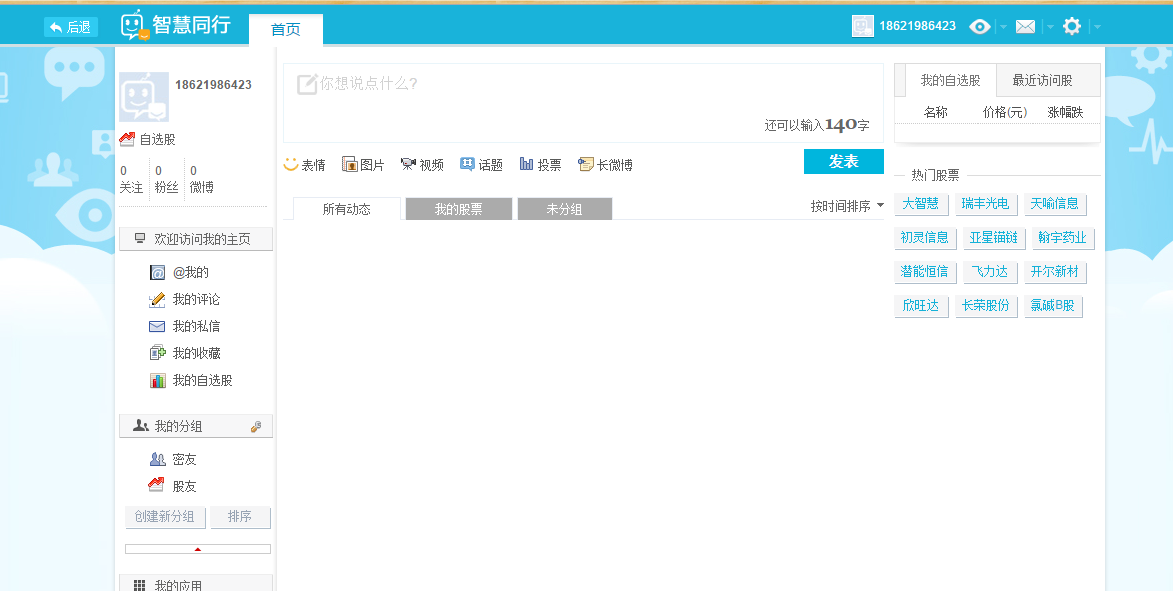 后退
智慧同行
首页
18621986423
18621986423
自选股
0 0 0
关注 粉丝 微博
欢迎访问我的主页
@我的
我的评论
我的私信
我的收藏
我的自选股
我的分组
密友
股友
创建新分组 排序
我的应用
你想说点什么?
还可以输入140字
表情 图片 视频 话题 投票 长微博
发表
所有动态 我的股票 未分组 按时间排序
我的自选股 最近访问股
名称 价格(元) 涨幅跌
热门股票
大智慧 瑞丰光电 天喻信息
初灵信息 亚星锚链 翰宇药业
潜能恒信 飞力达 开尔新材
欣旺达 长荣股份 氯碱B股